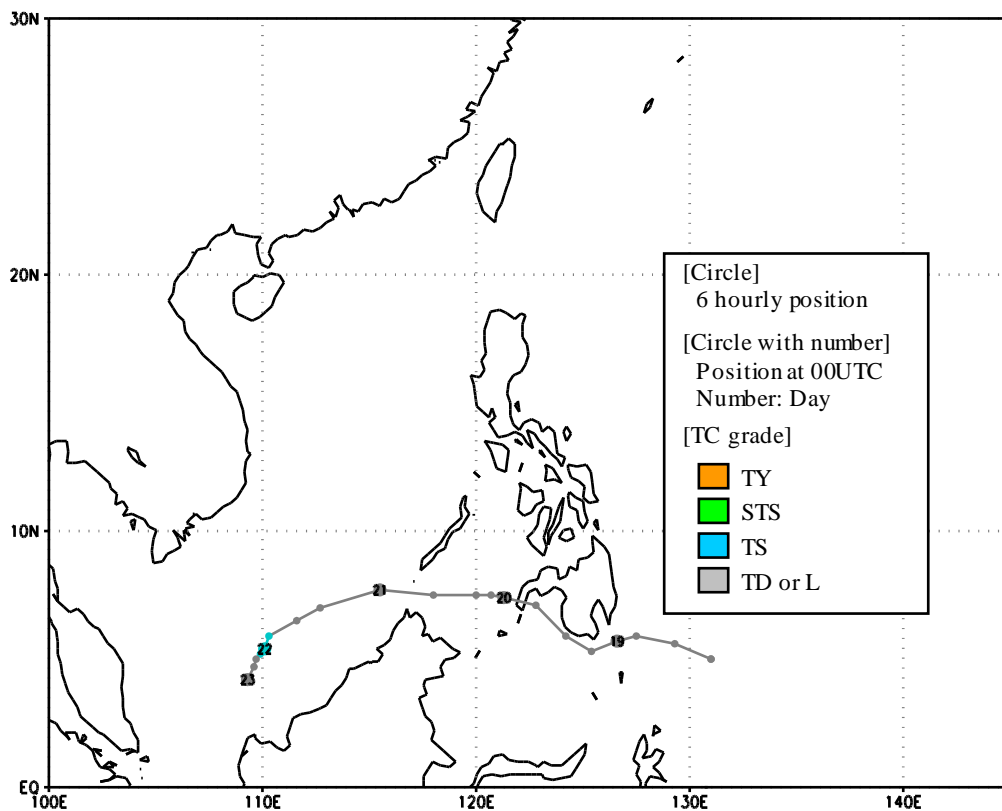 30N
20N
10N
EQ
100E
110E
120E
130E
140E
[Circle]
6 hourly position
[Circle with number]
Position at 00UTC
Number: Day
[TC grade]
TY
STS
TS
TD or L
21
20
19
22
23